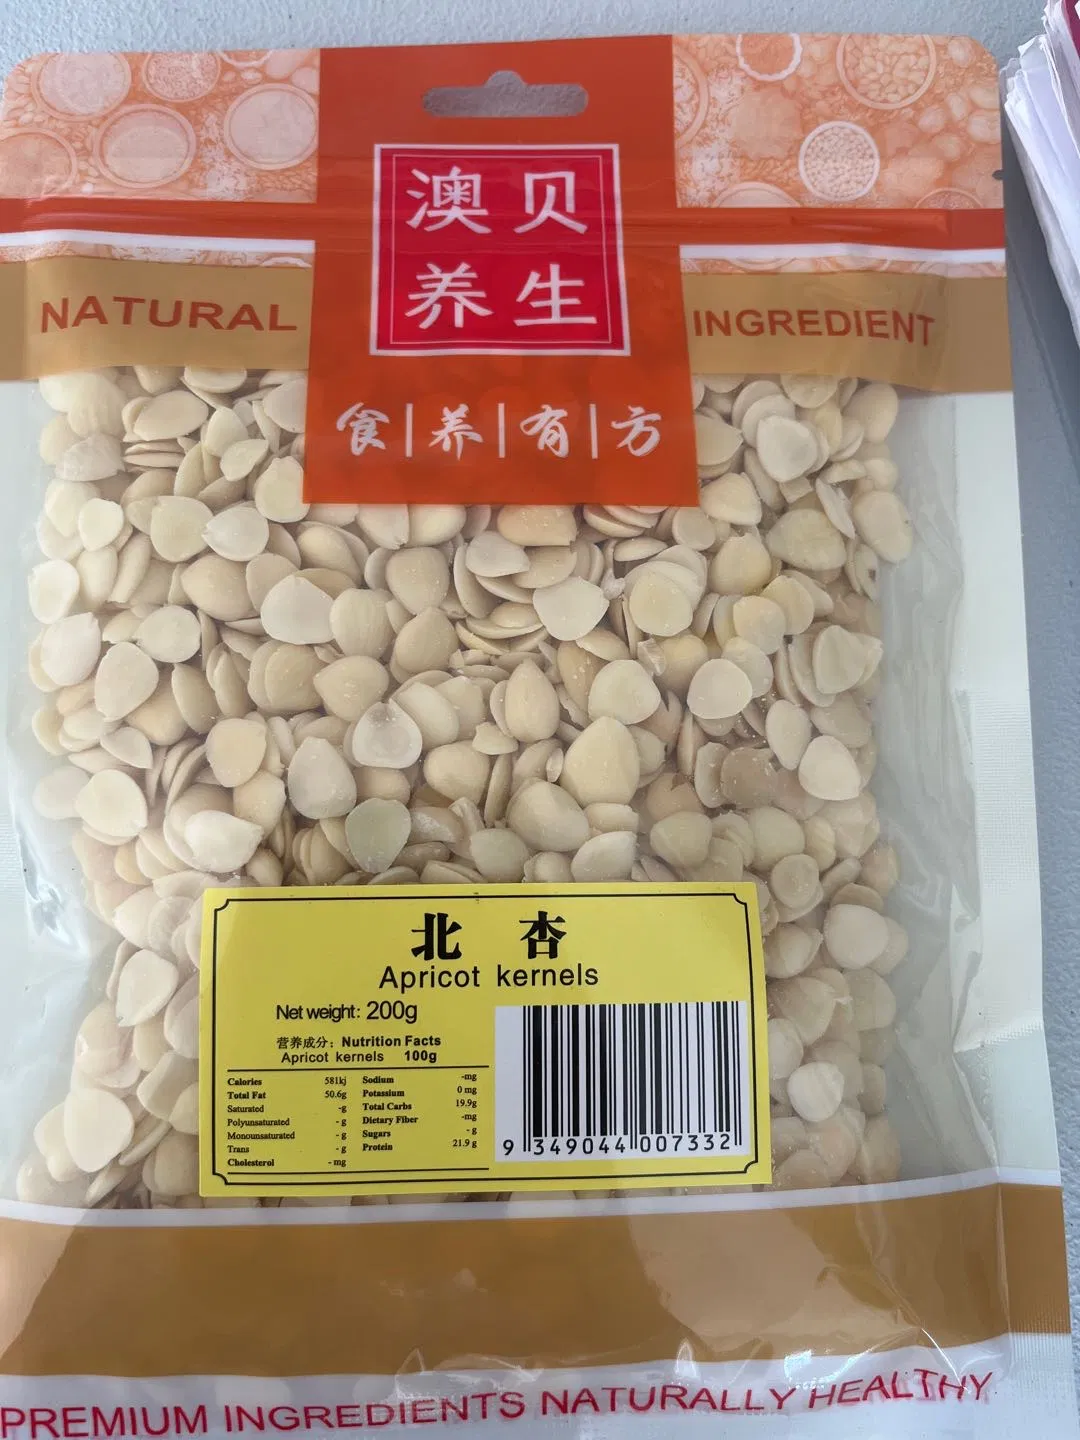 澳贝
养生
NATURAL
INGREDIENT
食|养|有|方
北 杏
Apricot kernels
Net weight: 200g
营养成分: Nutrition Facts
Apricot kernels 100g
Calories 581kj
Total Fat 50.6g
Saturated -g
Polyunsaturated - g
Monounsaturated - g
Trans - g
Cholesterol - mg
Sodium -mg
Potassium 0 mg
Total Carbs 19.9g
Dietary Fiber -mg
Sugars - g
Protein 21.9 g
9 349044 007332
PREMIUM INGREDIENTS NATURALLY HEALTHY